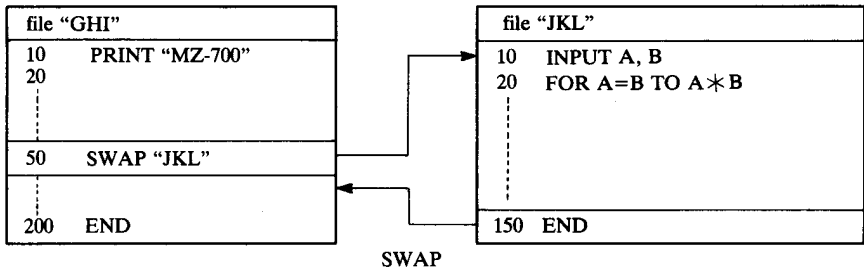 file “GHI”
10 PRINT “MZ-700”
20
50 SWAP “JKL”
200 END
file “JKL”
10 INPUT A, B
20 FOR A=B TO A＊B
150 END
SWAP